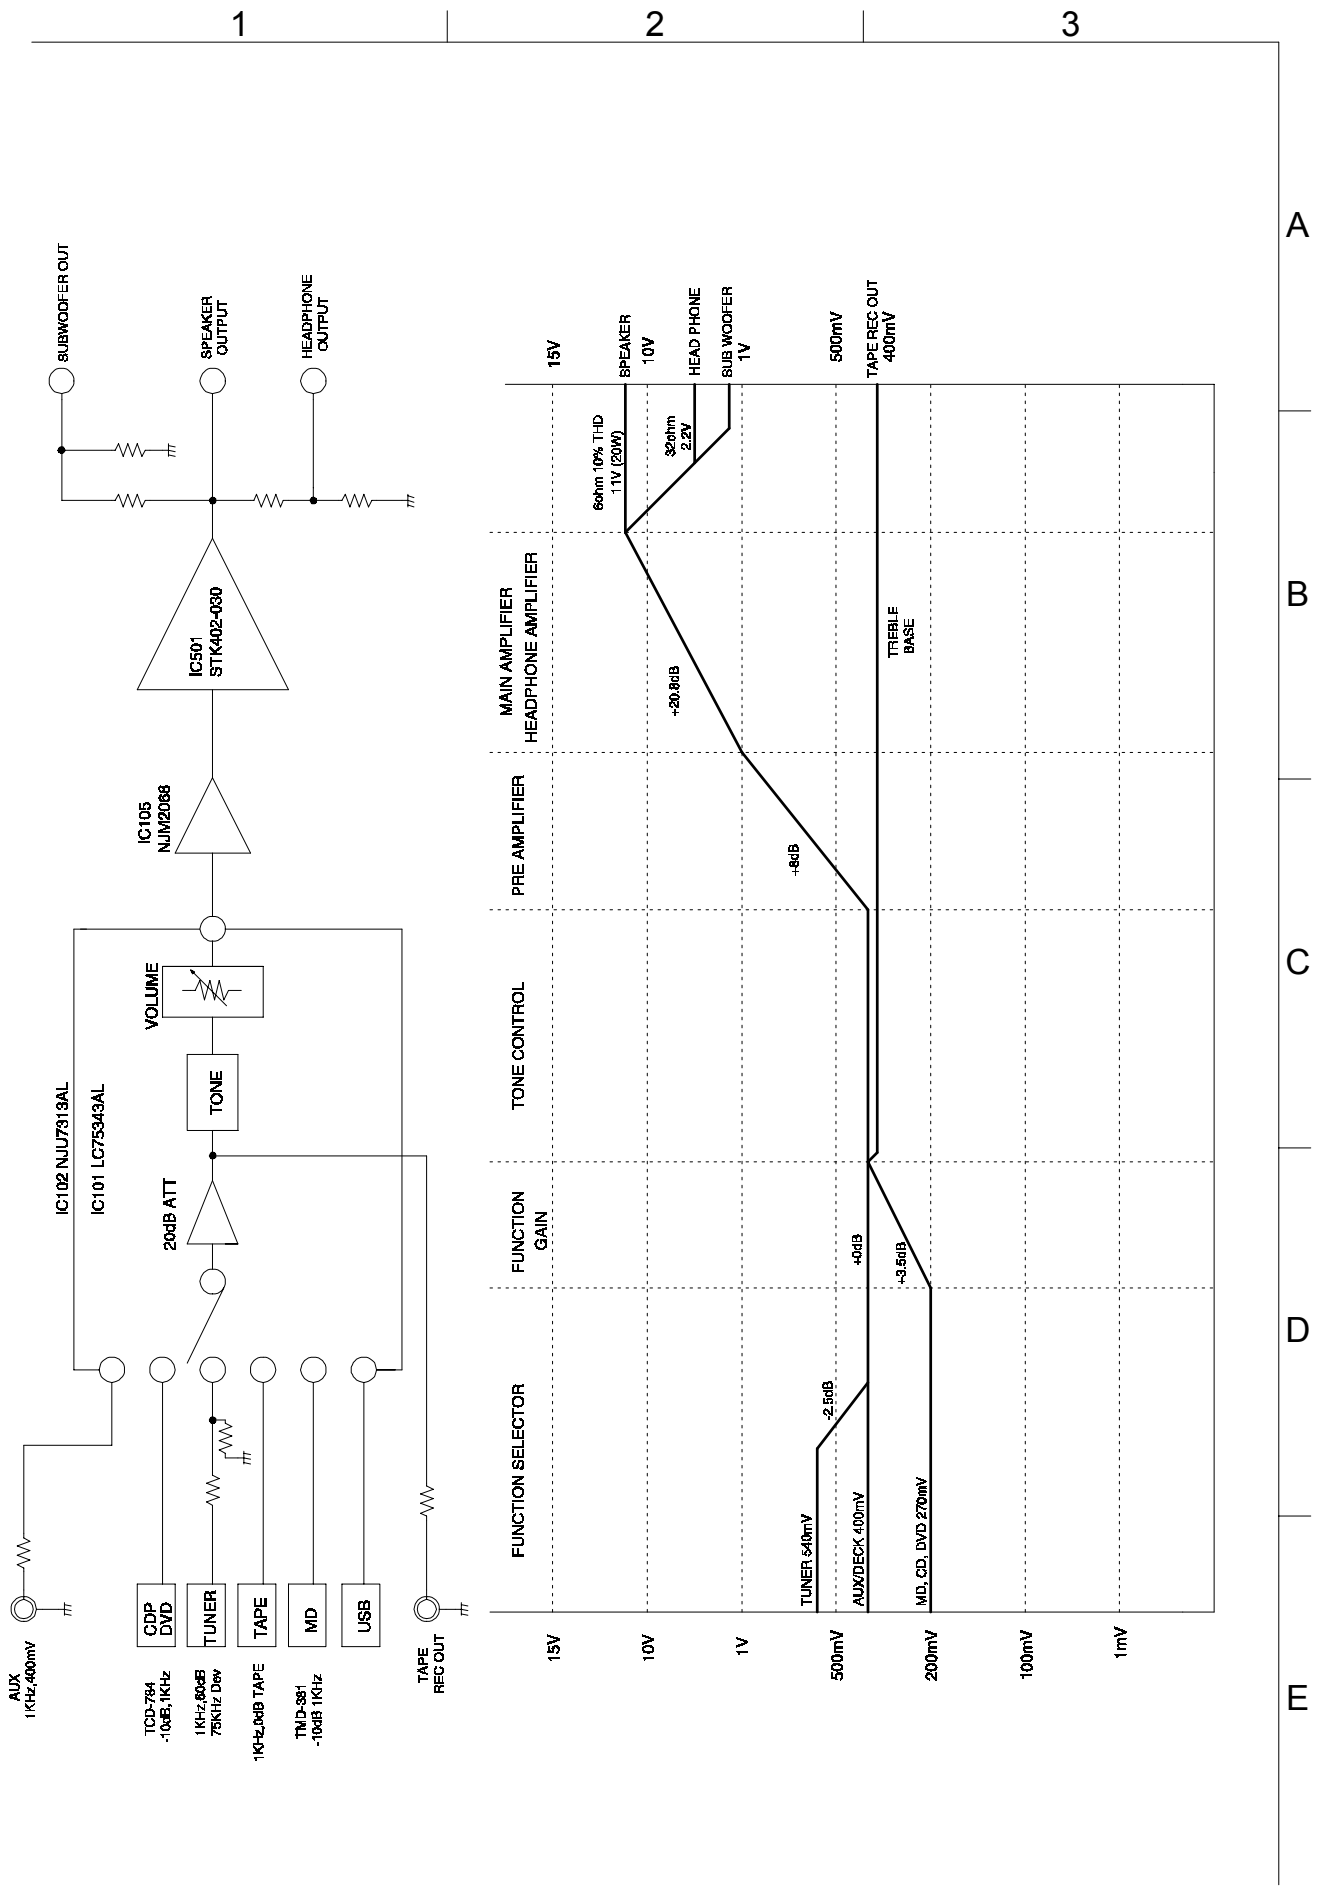 1
2
3
A
B
C
D
E
SUBWOOFER OUT
SPEAKER
OUTPUT
HEADPHONE
OUTPUT
IC501
STK402-030
IC105
NJM2068
VOLUME
TONE
IC102 NJU7313AL
IC101 LC75343AL
20dB ATT
AUX
1KHz,400mV
CDP
DVD
TUNER
TAPE
MD
USB
TCD-784
-10dB,1KHz
1KHz,60dB
75KHz Dev
1KHz,0dB TAPE
TMD-381
-10dB 1KHz
TAPE
REC OUT
FUNCTION SELECTOR
FUNCTION
GAIN
TONE CONTROL
PRE AMPLIFIER
MAIN AMPLIFIER
HEADPHONE AMPLIFIER
15V
10V
1V
500mV
200mV
100mV
1mV
TUNER 540mV
AUX/DECK 400mV
MD, CD, DVD 270mV
-2.5dB
+0dB
+3.5dB
+8dB
+20.8dB
TREBLE
BASE
6ohm 10% THD
11V (20W)
32ohm
2.2V
15V
SPEAKER
10V
HEAD PHONE
SUB WOOFER
1V
500mV
TAPE REC OUT
400mV